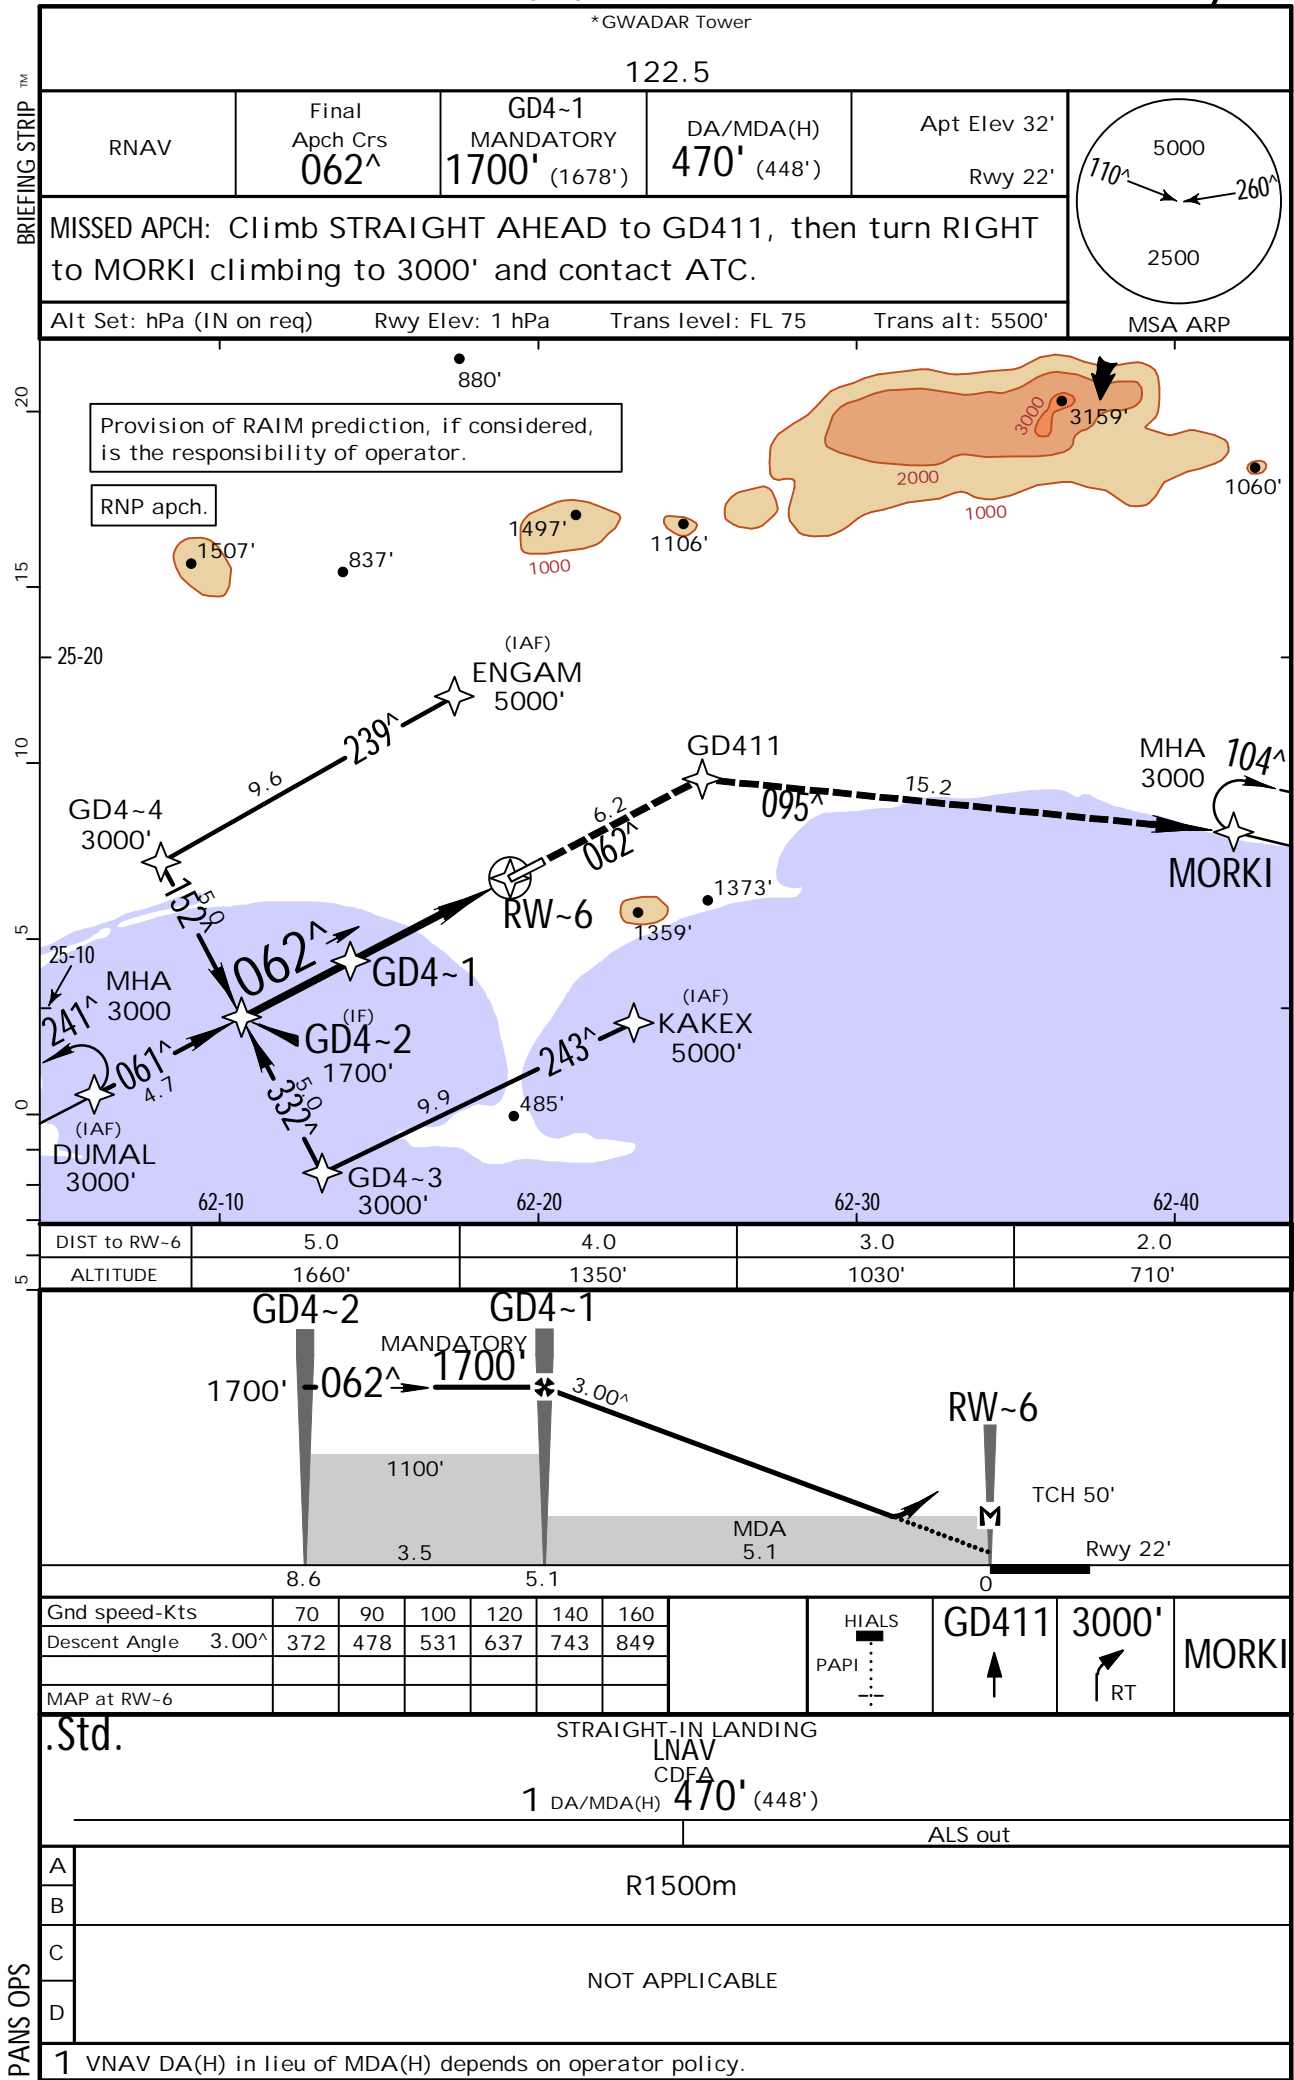 *GWADAR Tower
122.5
BRIEFING STRIP TM
RNAV
Final
Apch Crs
062^
GD4~1
MANDATORY
1700' (1678')
DA/MDA(H)
470' (448')
Apt Elev 32'
Rwy 22'
5000
110^
260^
2500
MSA ARP
MISSED APCH: Climb STRAIGHT AHEAD to GD411, then turn RIGHT
to MORKI climbing to 3000' and contact ATC.
Alt Set: hPa (IN on req) Rwy Elev: 1 hPa Trans level: FL 75 Trans alt: 5500'
880'
20
Provision of RAIM prediction, if considered,
is the responsibility of operator.
RNP apch.
3000
3159'
2000
1000
1060'
1497'
1000
1106'
1507'
837'
15
25-20
(IAF)
ENGAM
5000'
239^
9.6
10
GD4~4
3000'
GD411
6.2
062^
095^
15.2
MHA
3000
104^
MORKI
152^
5.0
RW~6
1373'
1359'
5
25-10
MHA
3000
062^
GD4~1
241^
(IF)
GD4~2
1700'
(IAF)
KAKEX
5000'
243^
061^
4.7
332^
5.0
9.9
485'
0
(IAF)
DUMAL
3000'
GD4~3
3000'
62-10
62-20
62-30
62-40
5
DIST to RW~6 5.0 4.0 3.0 2.0
ALTITUDE 1660' 1350' 1030' 710'
GD4~2
GD4~1
MANDATORY
1700'
1700'
062^
3.00^
RW~6
1100'
TCH 50'
MDA
3.5
5.1
Rwy 22'
8.6
5.1
0
Gnd speed-Kts 70 90 100 120 140 160
Descent Angle 3.00^ 372 478 531 637 743 849
MAP at RW~6
HIALS
PAPI
GD411
3000'
RT
MORKI
.Std.
STRAIGHT-IN LANDING
LNAV
CDFA
1 DA/MDA(H) 470' (448')
ALS out
A
B
R1500m
C
D
NOT APPLICABLE
PANS OPS
1 VNAV DA(H) in lieu of MDA(H) depends on operator policy.